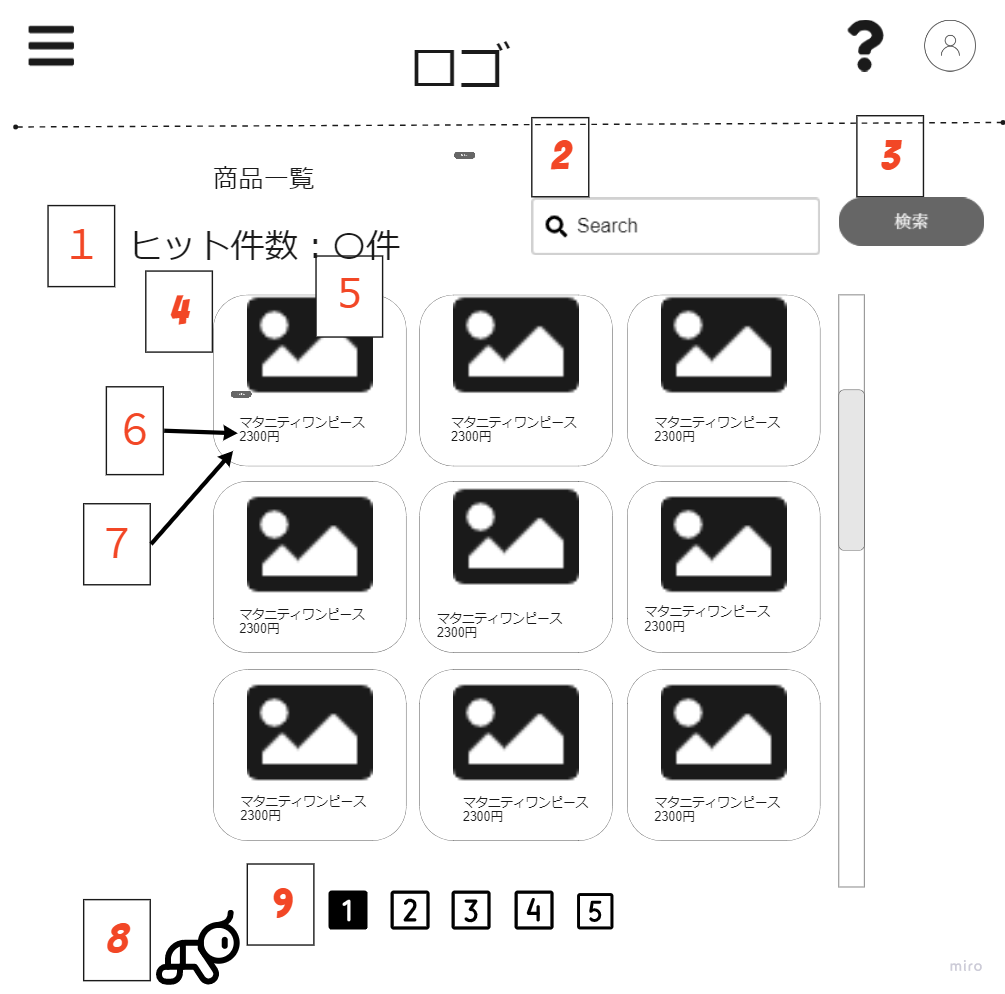 ロゴ
2
3
商品一覧
Search
検索
1
ヒット件数：〇件
4
5
6
マタニティワンピース
2300円
マタニティワンピース
2300円
マタニティワンピース
2300円
7
マタニティワンピース
2300円
マタニティワンピース
2300円
マタニティワンピース
2300円
マタニティワンピース
2300円
マタニティワンピース
2300円
マタニティワンピース
2300円
8
9
1 2 3 4 5
miro